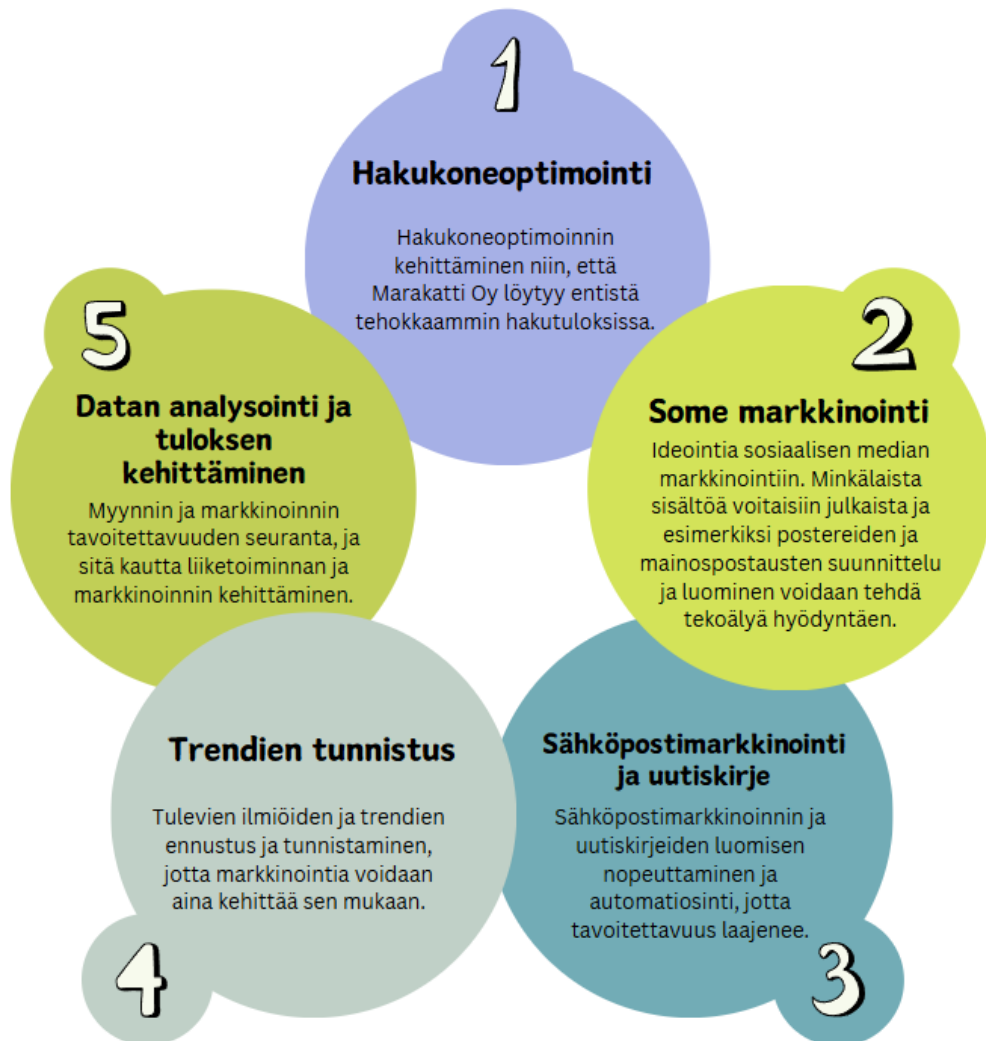 1
Hakukoneoptimointi
Hakukoneoptimoinnin
kehittäminen niin, että
Marakatti Oy löytyy entistä
tehokkaammin hakutuloksissa.
2
Some markkinointi
Ideointia sosiaalisen median
markkinointiin. Minkälaista
sisältöä voitaisiin julkaista ja
esimerkiksi postereiden ja
mainospostausten suunnittelu
ja luominen voidaan tehdä
tekoälyä hyödyntäen.
3
Sähköpostimarkkinointi
ja uutiskirje
Sähköpostimarkkinoinnin ja
uutiskirjeiden luomisen
nopeuttaminen ja
automatiosinti, jotta
tavoitettavuus laajenee.
4
Trendien tunnistus
Tulevien ilmiöiden ja trendien
ennustus ja tunnistaminen,
jotta markkinointia voidaan
aina kehittää sen mukaan.
5
Datan analysointi ja
tuloksen
kehittäminen
Myynnin ja markkinoinnin
tavoitettavuuden seuranta, ja
sitä kautta liiketoiminnan ja
markkinoinnin kehittäminen.